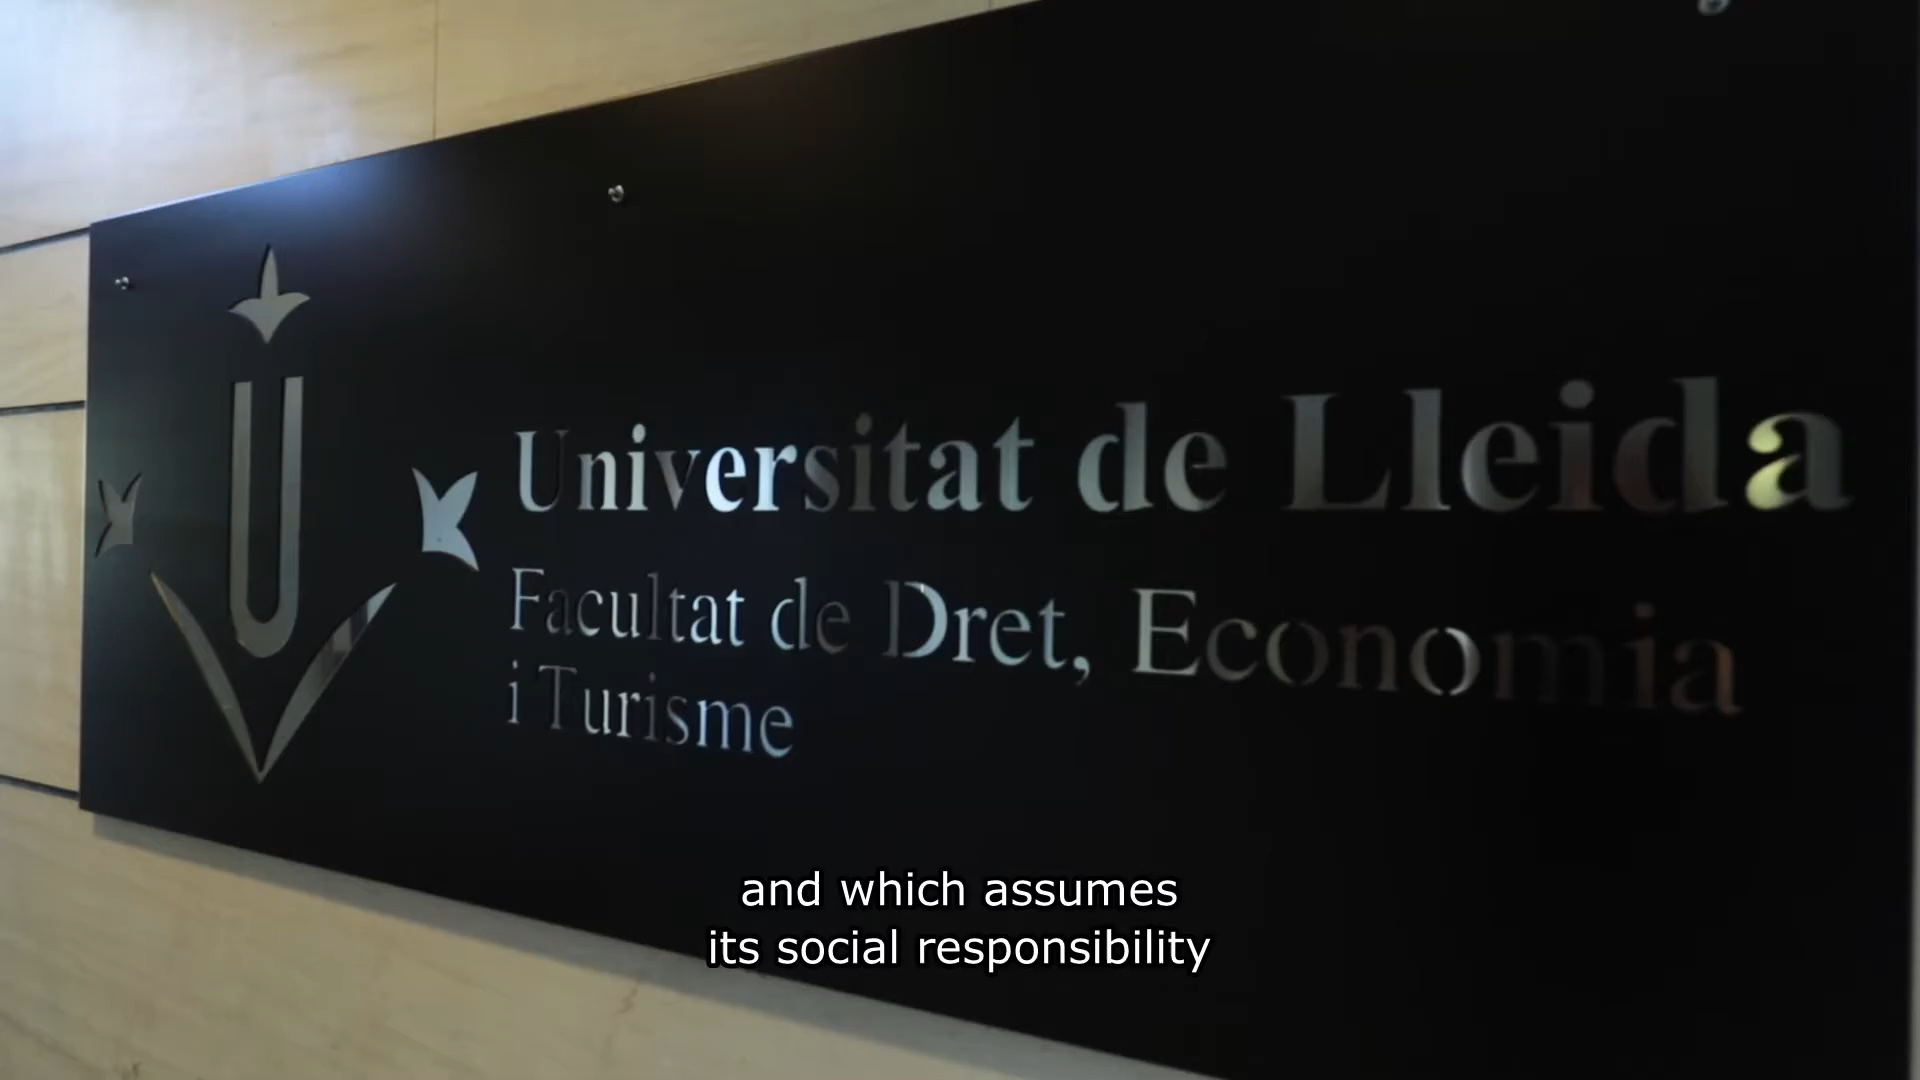 Universitat de Lleida
Facultat de Dret, Economia
i Turisme
and which assumes
its social responsibility